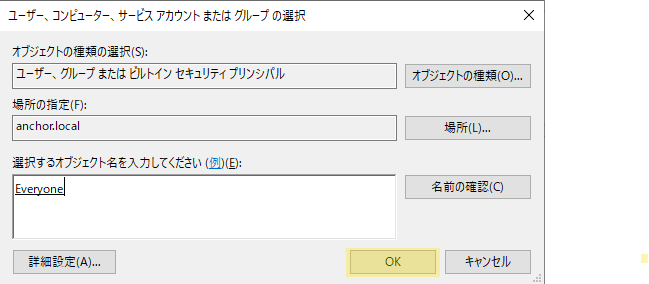 ユーザー、コンピューター、サービス アカウント または グループ の選択
オブジェクトの種類の選択(S):
ユーザー、グループ または ビルトイン セキュリティ プリンシパル
オブジェクトの種類(O)...
場所の指定(F):
anchor.local
場所(L)...
選択するオブジェクト名を入力してください (例)(E):
Everyone
名前の確認(C)
詳細設定(A)...
OK
キャンセル